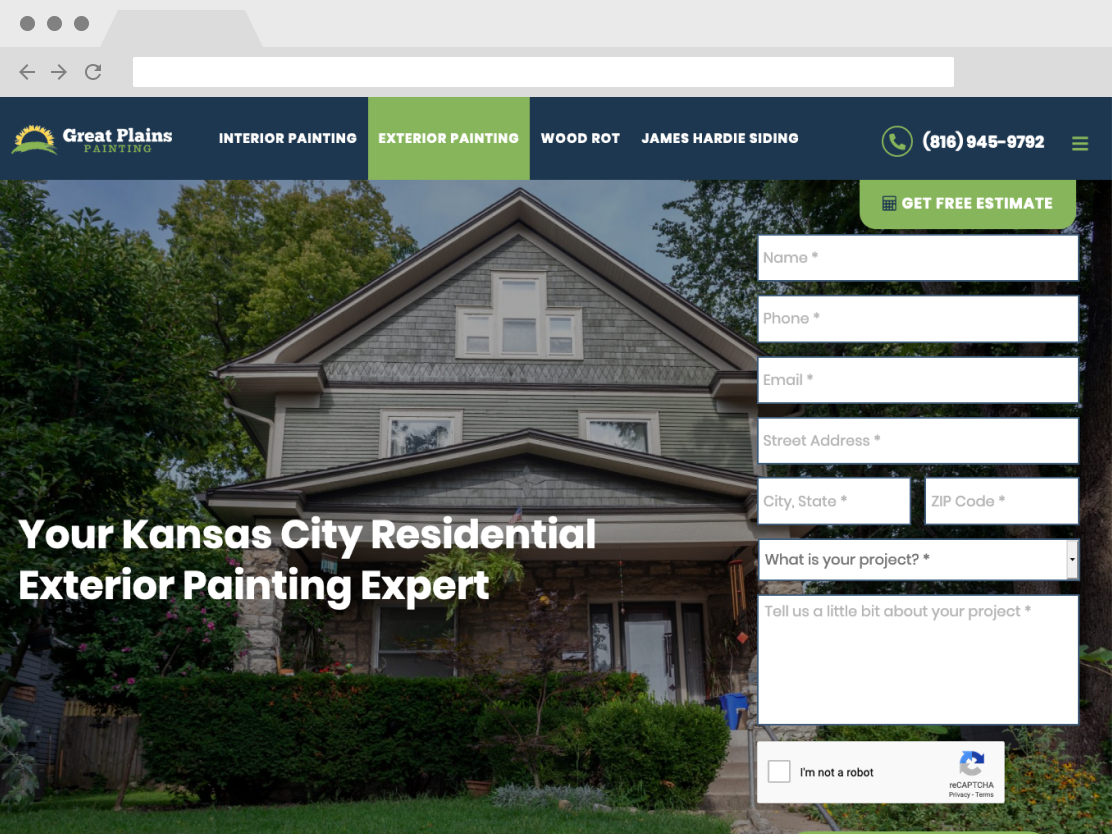 Great Plains
PAINTING
INTERIOR PAINTING
EXTERIOR PAINTING
WOOD ROT
JAMES HARDIE SIDING
(816) 945-9792
GET FREE ESTIMATE
Name *
Phone *
Email *
Street Address *
City, State *
ZIP Code *
What is your project? *
Tell us a little bit about your project *
Your Kansas City Residential
Exterior Painting Expert
I'm not a robot
reCAPTCHA
Privacy - Terms